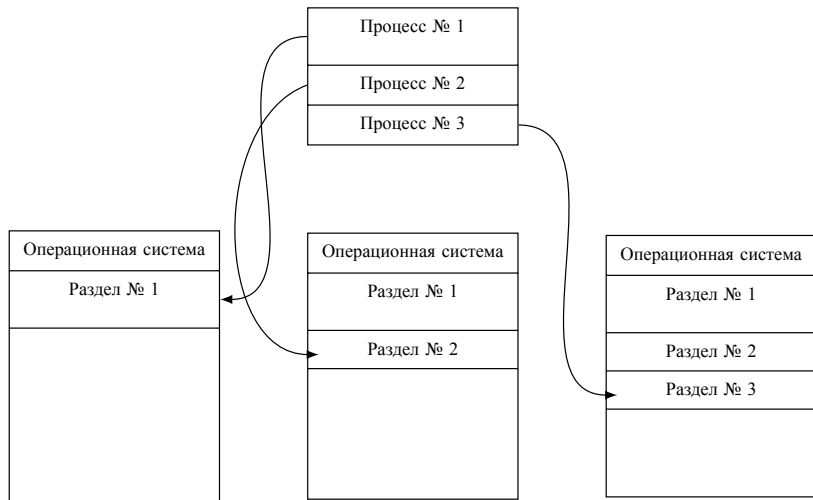 Процесс № 1
Процесс № 2
Процесс № 3
Операционная система
Раздел № 1
Операционная система
Раздел № 1
Раздел № 2
Операционная система
Раздел № 1
Раздел № 2
Раздел № 3